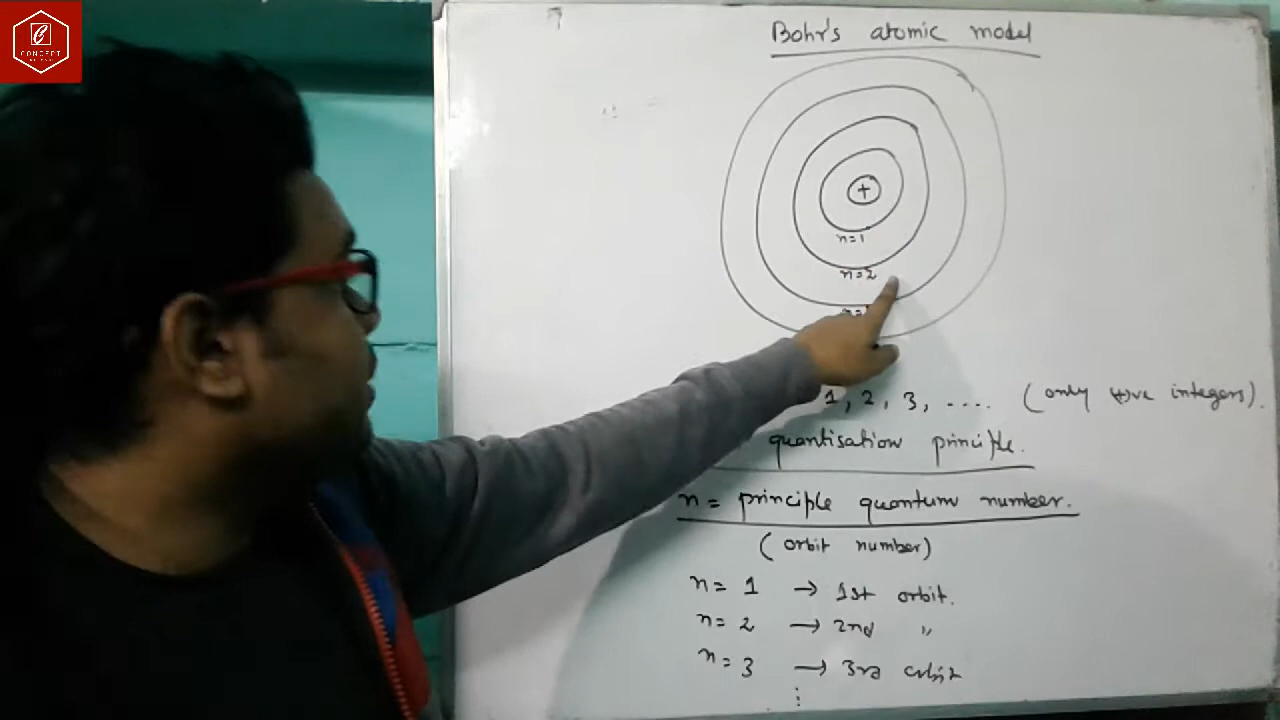 CONCEPT
Bohr's atomic model
+
n=1
n=2
1, 2, 3, .... (only +ve integers).
quantisation principle.
n = principle quantum number.
(orbit number)
n = 1 → 1st orbit.
n = 2 → 2nd "
n = 3 → 3rd orbit
⋮